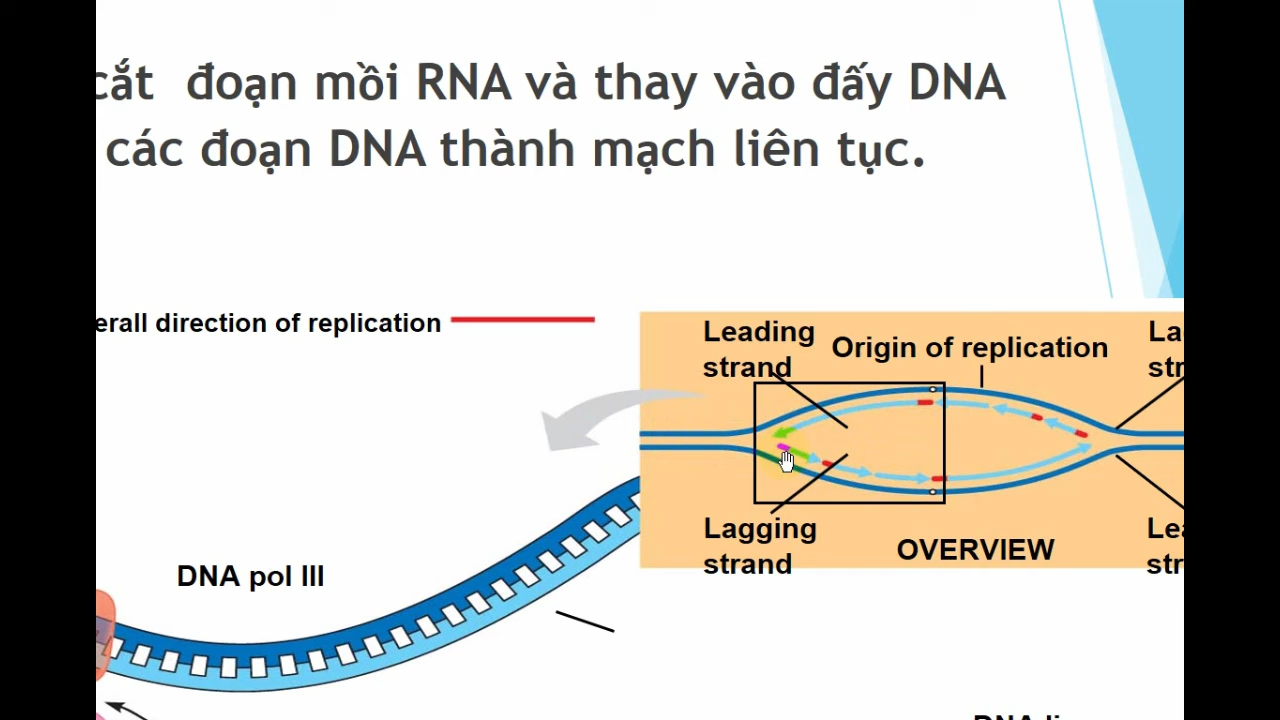 cắt đoạn mồi RNA và thay vào đấy DNA
các đoạn DNA thành mạch liên tục.
erall direction of replication
Leading
strand
Origin of replication
Lagging
strand
OVERVIEW
DNA pol III